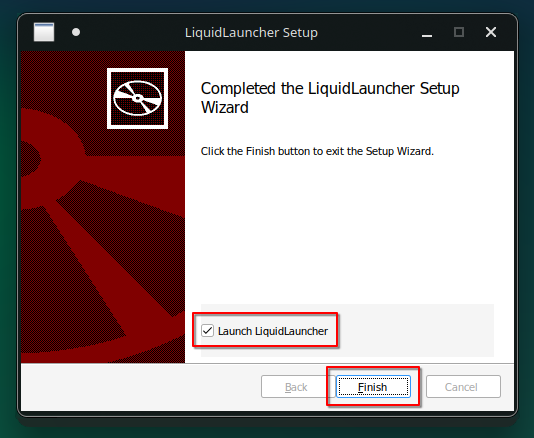 LiquidLauncher Setup
Completed the LiquidLauncher Setup
Wizard
Click the Finish button to exit the Setup Wizard.
Launch LiquidLauncher
Back
Finish
Cancel